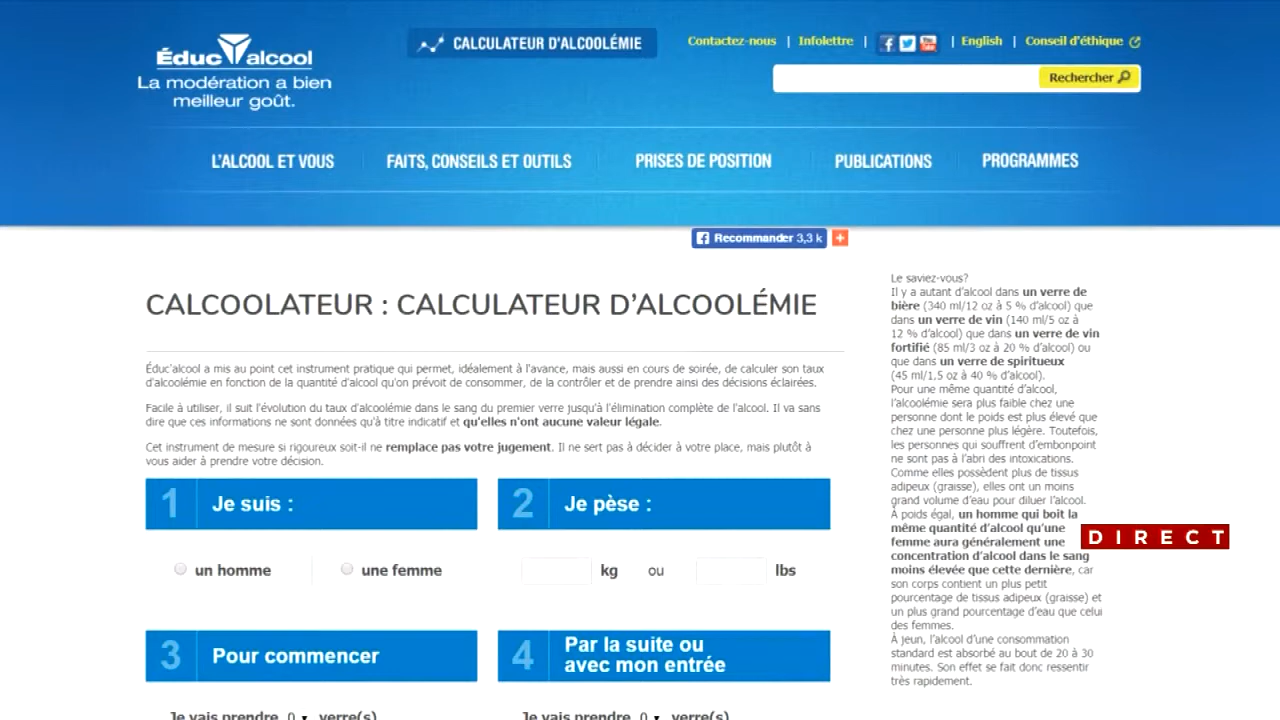 CALCULATEUR D'ALCOOLÉMIE
Contactez-nous | Infolettre | | English | Conseil d'éthique
Éduc alcool
La modération a bien
meilleur goût.
Rechercher
L'ALCOOL ET VOUS
FAITS, CONSEILS ET OUTILS
PRISES DE POSITION
PUBLICATIONS
PROGRAMMES
Recommander 3,3 k
CALCOOLATEUR : CALCULATEUR D'ALCOOLÉMIE
Éduc'alcool a mis au point cet instrument pratique qui permet, idéalement à l'avance, mais aussi en cours de soirée, de calculer son taux
d'alcoolémie en fonction de la quantité d'alcool qu'on prévoit de consommer, de la contrôler et de prendre ainsi des décisions éclairées.
Facile à utiliser, il suit l'évolution du taux d'alcoolémie dans le sang du premier verre jusqu'à l'élimination complète de l'alcool. Il va sans
dire que ces informations ne sont données qu'à titre indicatif et qu'elles n'ont aucune valeur légale.
Cet instrument de mesure si rigoureux soit-il ne remplace pas votre jugement. Il ne sert pas à décider à votre place, mais plutôt à
vous aider à prendre votre décision.
1 Je suis :
un homme
une femme
2 Je pèse :
kg ou lbs
3 Pour commencer
Je vais prendre 0 verre(s)
4 Par la suite ou
avec mon entrée
Je vais prendre 0 verre(s)
Le saviez-vous?
Il y a autant d'alcool dans un verre de
bière (340 ml/12 oz à 5 % d'alcool) que
dans un verre de vin (140 ml/5 oz à
12 % d'alcool) que dans un verre de vin
fortifié (85 ml/3 oz à 20 % d'alcool) ou
que dans un verre de spiritueux
(45 ml/1,5 oz à 40 % d'alcool).
Pour une même quantité d'alcool,
l'alcoolémie sera plus faible chez une
personne dont le poids est plus élevé que
chez une personne plus légère. Toutefois,
les personnes qui souffrent d'embonpoint
ne sont pas à l'abri des intoxications.
Comme elles possèdent plus de tissus
adipeux (graisse), elles ont un moins
grand volume d'eau pour diluer l'alcool.
À poids égal, un homme qui boit la
même quantité d'alcool qu'une
femme aura généralement une
concentration d'alcool dans le sang
moins élevée que cette dernière, car
son corps contient un plus petit
pourcentage de tissus adipeux (graisse) et
un plus grand pourcentage d'eau que celui
des femmes.
À jeun, l'alcool d'une consommation
standard est absorbé au bout de 20 à 30
minutes. Son effet se fait donc ressentir
très rapidement.
DIRECT